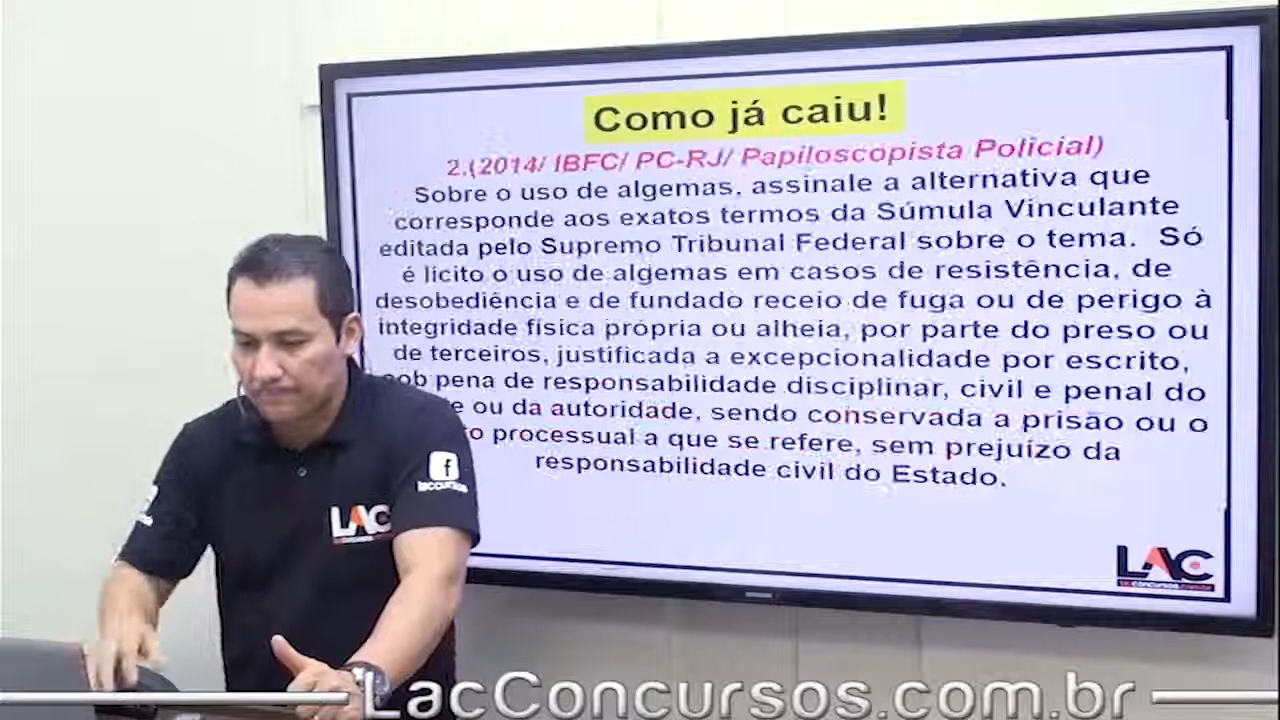 Como já caiu!
2.(2014/ IBFC/ PC-RJ/ Papiloscopista Policial)
Sobre o uso de algemas, assinale a alternativa que
corresponde aos exatos termos da Súmula Vinculante
editada pelo Supremo Tribunal Federal sobre o tema. Só
é lícito o uso de algemas em casos de resistência, de
desobediência e de fundado receio de fuga ou de perigo à
integridade física própria ou alheia, por parte do preso ou
de terceiros, justificada a excepcionalidade por escrito,
pena de responsabilidade disciplinar, civil e penal do
ou da autoridade, sendo conservada a prisão ou o
processual a que se refere, sem prejuízo da
responsabilidade civil do Estado.
f
lacconcursos
LAC
LAC
LACCONCURSOS.com.br
LacConcursos.com.br